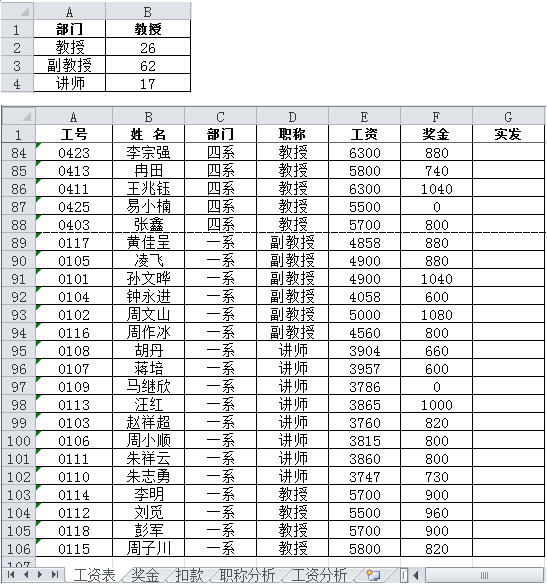 A B
1 部门 教授
2 教授 26
3 副教授 62
4 讲师 17
A B C D E F G
1 工号 姓 名 部门 职称 工资 奖金 实发
84 0423 李宗强 四系 教授 6300 880
85 0413 冉田 四系 教授 5800 740
86 0411 王兆钰 四系 教授 6300 1040
87 0425 易小楠 四系 教授 5500 0
88 0403 张鑫 四系 教授 5700 800
89 0117 黄佳呈 一系 副教授 4858 880
90 0105 凌飞 一系 副教授 4900 880
91 0101 孙文晔 一系 副教授 4900 1040
92 0104 钟永进 一系 副教授 4058 600
93 0102 周文山 一系 副教授 5000 1080
94 0116 周作冰 一系 副教授 4560 800
95 0108 胡丹 一系 讲师 3904 660
96 0107 蒋培 一系 讲师 3957 600
97 0109 马继欣 一系 讲师 3786 0
98 0113 汪红 一系 讲师 3865 1000
99 0103 赵祥超 一系 讲师 3760 820
100 0106 周小顺 一系 讲师 3815 800
101 0111 朱祥云 一系 讲师 3860 800
102 0110 朱志勇 一系 讲师 3747 730
103 0114 李明 一系 教授 5700 900
104 0112 刘觅 一系 教授 5500 960
105 0118 彭军 一系 教授 5700 900
106 0115 周子川 一系 教授 5800 820
工资表 奖金 扣款 职称分析 工资分析